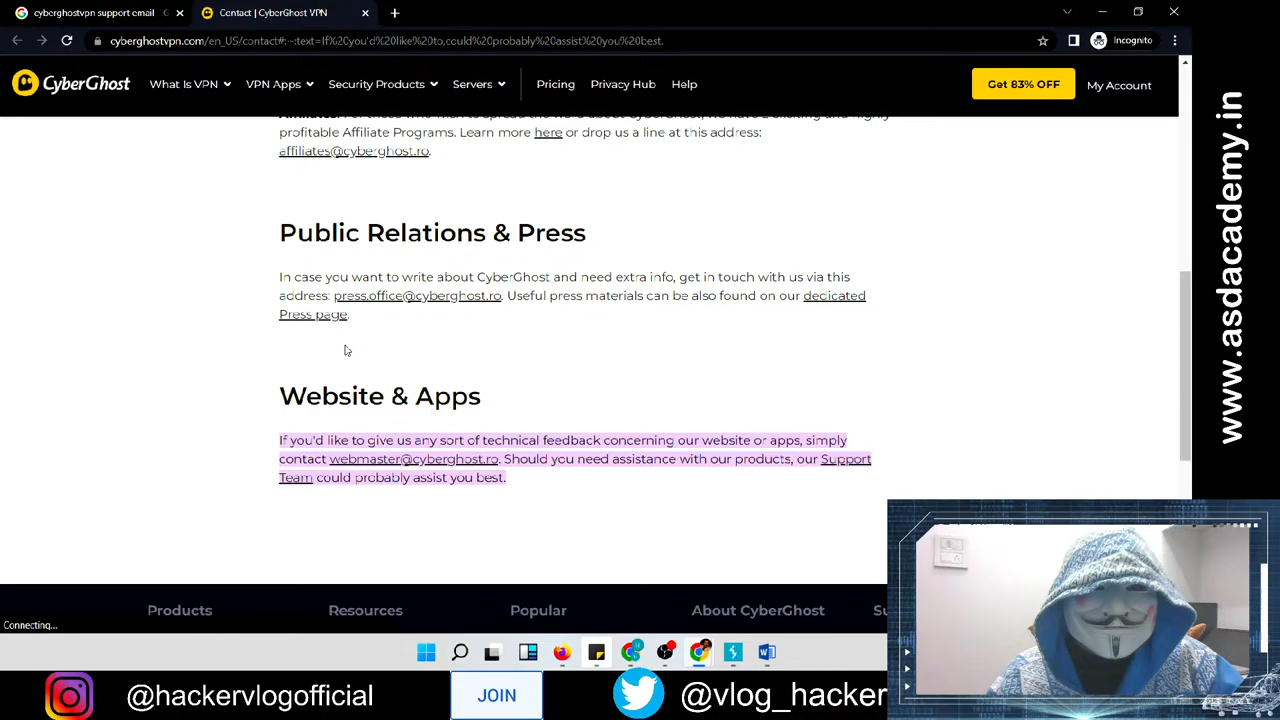 cyberghostvpn support email - G
Contact | CyberGhost VPN
cyberghostvpn.com/en_US/contact#:~:text=If%20you'd%20like%20to,could%20probably%20assist%20you%20best.
Incognito
CYBERGHOST
What Is VPN
VPN Apps
Security Products
Servers
Pricing
Privacy Hub
Help
Get 83% OFF
My Account
profitable Affiliate Programs. Learn more here or drop us a line at this address:
affiliates@cyberghost.ro.
Public Relations & Press
In case you want to write about CyberGhost and need extra info, get in touch with us via this
address: press.office@cyberghost.ro. Useful press materials can be also found on our dedicated
Press page.
Website & Apps
If you'd like to give us any sort of technical feedback concerning our website or apps, simply
contact webmaster@cyberghost.ro. Should you need assistance with our products, our Support
Team could probably assist you best.
Products
Resources
Popular
About CyberGhost
Su
Connecting...
@hackervlogofficial
JOIN
@vlog_hacker
www.asdacademy.in